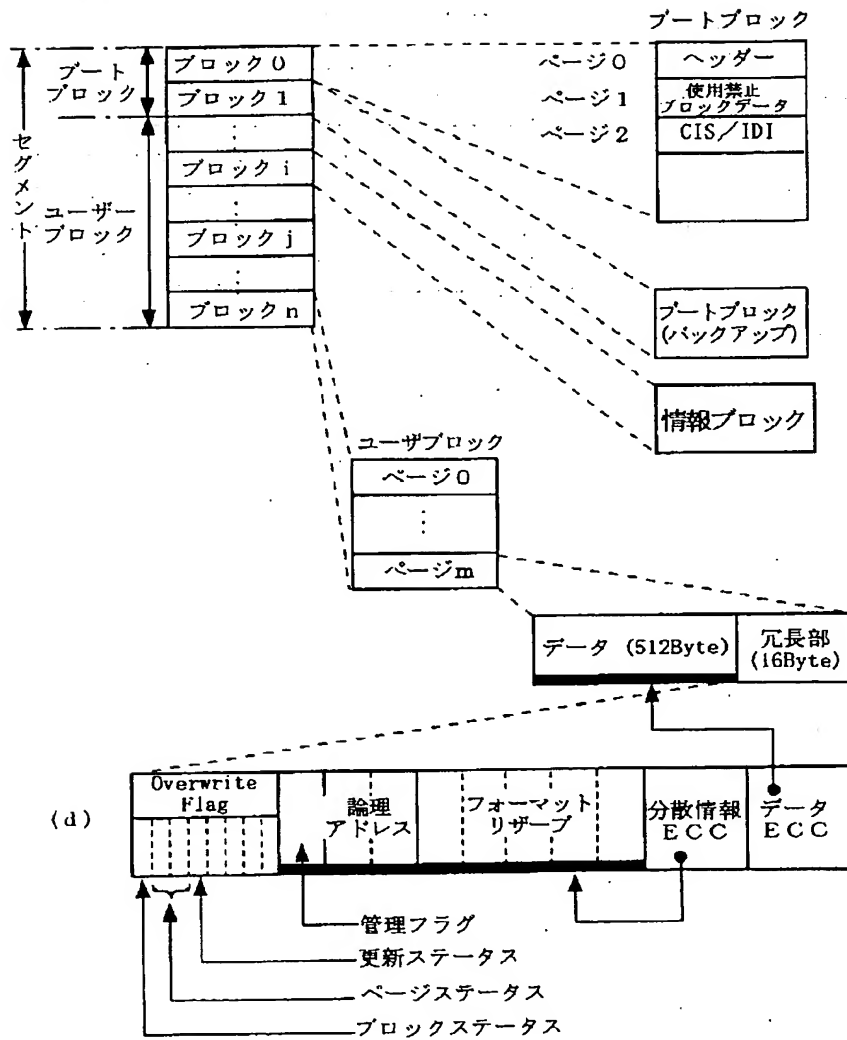 ブートブロック
ブート
ブロック
セグメント
ユーザー
ブロック
ブロック0
ブロック1
ブロックi
ブロックj
ブロックn
ページ0
ヘッダー
ページ1
使用禁止
ブロックデータ
ページ2
CIS/IDI
ブートブロック
(バックアップ)
情報ブロック
ユーザブロック
ページ0
ページm
データ (512Byte)
冗長部
(16Byte)
(d)
Overwrite
Flag
論理
アドレス
フォーマット
リザーブ
分散情報
ECC
データ
ECC
管理フラグ
更新ステータス
ページステータス
ブロックステータス